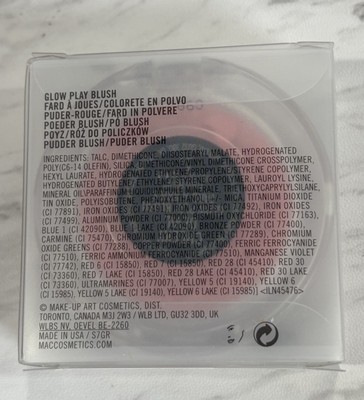 GLOW PLAY BLUSH
FARD À JOUES/COLORETE EN POLVO
PUDER-ROUGE/FARD IN POLVERE
POEDER BLUSH/PÓ BLUSH
ΡΟΥΖ/RÓŻ DO POLICZKÓW
PUDDER BLUSH/PUDER BLUSH
INGREDIENTS: TALC, DIMETHICONE, DIISOSTEARYL MALATE, HYDROGENATED
POLY(C6-14 OLEFIN), SILICA, DIMETHICONE/VINYL DIMETHICONE CROSSPOLYMER,
HEXYL LAURATE, HYDROGENATED ETHYLENE/PROPYLENE/STYRENE COPOLYMER,
HYDROGENATED BUTYLENE/ETHYLENE/STYRENE COPOLYMER, LAUROYL LYSINE,
MINERAL OIL/PARAFFINUM LIQUIDUM/HUILE MINERALE, TRIETHOXYCAPRYLYLSILANE,
TIN OXIDE, POLYISOBUTENE, PHENOXYETHANOL, [+/- MICA, TITANIUM DIOXIDE
(CI 77891), IRON OXIDES (CI 77491), IRON OXIDES (CI 77492), IRON OXIDES
(CI 77499), ALUMINUM POWDER (CI 77000), BISMUTH OXYCHLORIDE (CI 77163),
BLUE 1 (CI 42090), BLUE 1 LAKE (CI 42090), BRONZE POWDER (CI 77400),
CARMINE (CI 75470), CHROMIUM HYDROXIDE GREEN (CI 77289), CHROMIUM
OXIDE GREENS (CI 77288), COPPER POWDER (CI 77400), FERRIC FERROCYANIDE
(CI 77510), FERRIC AMMONIUM FERROCYANIDE (CI 77510), MANGANESE VIOLET
(CI 77742), RED 6 (CI 15850), RED 7 LAKE (CI 15850), RED 28 (CI 45410), RED 30
(CI 73360), RED 7 (CI 15850), RED 28 LAKE (CI 45410), RED 30 LAKE
(CI 73360), ULTRAMARINES (CI 77007), YELLOW 5 (CI 19140), YELLOW 6
(CI 15985), YELLOW 5 LAKE (CI 19140), YELLOW 6 LAKE (CI 15985)] <ILN45476>
© MAKE-UP ART COSMETICS, DIST.
TORONTO, CANADA M3J 2W3 / WLB LTD, GU32 3DD, UK
WLBS NV, OEVEL BE-2260
MADE IN USA / S7GR
MACCOSMETICS.COM